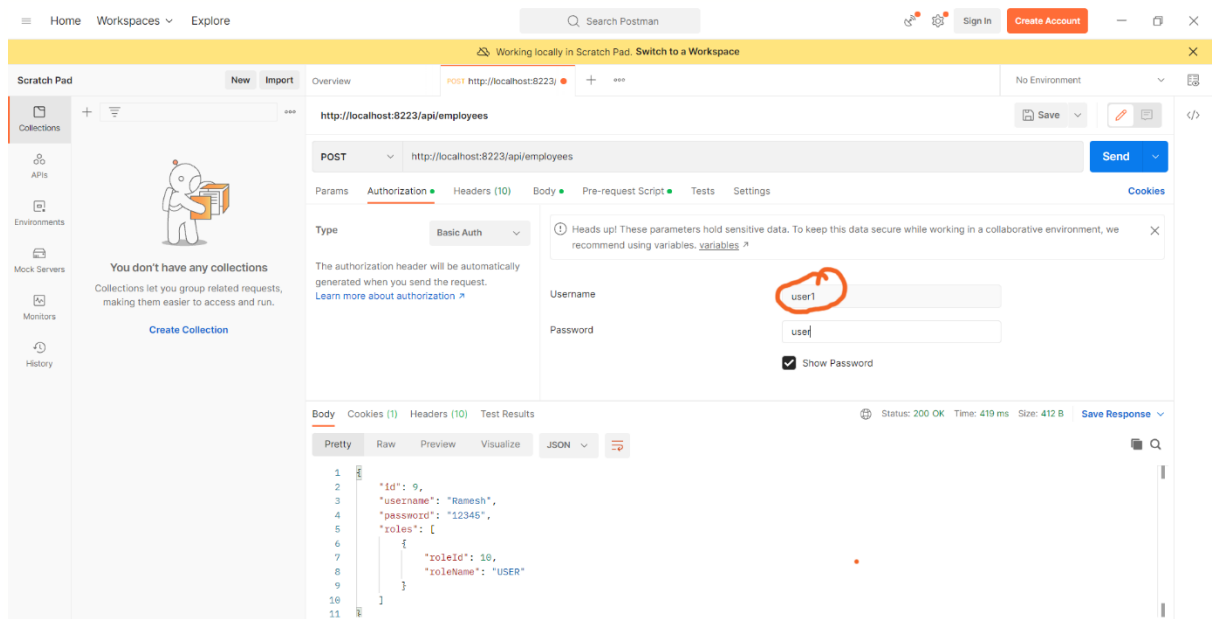 Home Workspaces Explore Search Postman Sign In Create Account
Working locally in Scratch Pad. Switch to a Workspace
Scratch Pad New Import Overview POST http://localhost:8223/ No Environment
Collections
http://localhost:8223/api/employees Save
POST http://localhost:8223/api/employees Send
APIs
Params Authorization Headers (10) Body Pre-request Script Tests Settings Cookies
Environments
Type Basic Auth
Heads up! These parameters hold sensitive data. To keep this data secure while working in a collaborative environment, we
recommend using variables. variables
Mock Servers
You don't have any collections
Collections let you group related requests,
making them easier to access and run.
Create Collection
The authorization header will be automatically
generated when you send the request.
Learn more about authorization
Monitors
History
Username user1
Password user
Show Password
Body Cookies (1) Headers (10) Test Results Status: 200 OK Time: 419 ms Size: 412 B Save Response
Pretty Raw Preview Visualize JSON
1 {
2 "id": 9,
3 "username": "Ramesh",
4 "password": "12345",
5 "roles": [
6 {
7 "roleId": 10,
8 "roleName": "USER"
9 }
10 ]
11 }